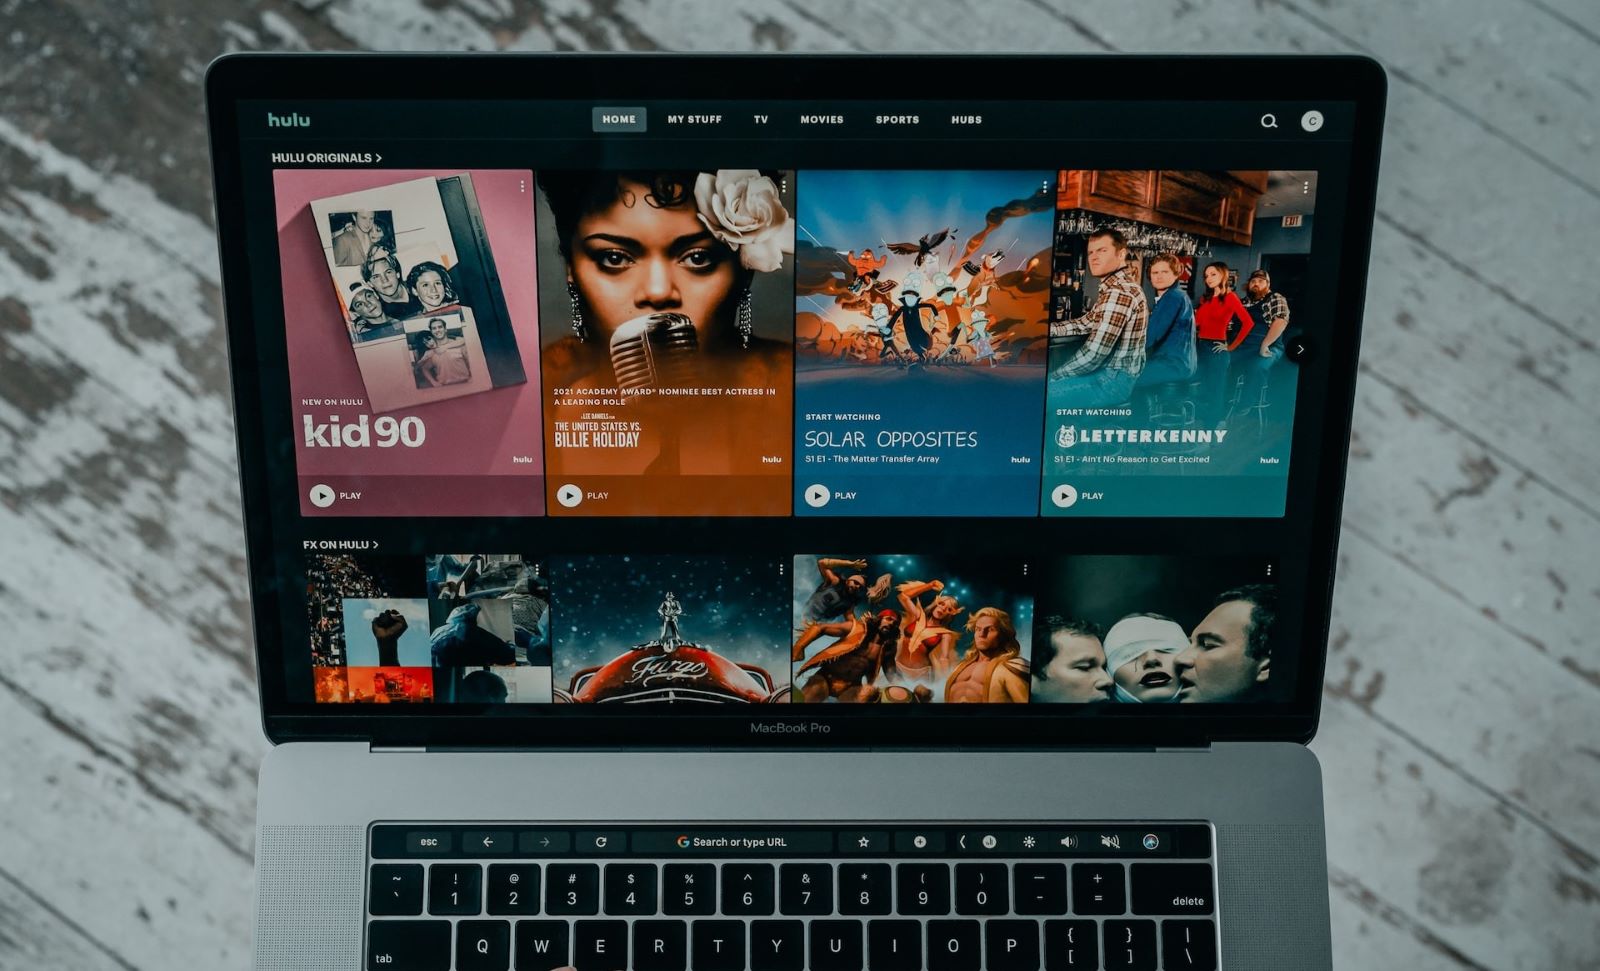 hulu
HOME MY STUFF TV MOVIES SPORTS HUBS
C
HULU ORIGINALS >
NEW ON HULU
kid 90
hulu
PLAY
2021 ACADEMY AWARD® NOMINEE BEST ACTRESS IN
A LEADING ROLE
A LEE DANIELS FILM
THE UNITED STATES VS.
BILLIE HOLIDAY
hulu
PLAY
START WATCHING
SOLAR OPPOSITES
S1 E1 - The Matter Transfer Array
hulu
PLAY
EXIT
START WATCHING
LETTERKENNY
S1 E1 - Ain't No Reason to Get Excited
hulu
PLAY
FX ON HULU >
Fargo
MacBook Pro
esc G Search or type URL
~ ! @ # $ % ^ & * ( ) — +
` 1 2 3 4 5 6 7 8 9 0 - = delete
{ } |
tab Q W E R T Y U I O P [ ] \